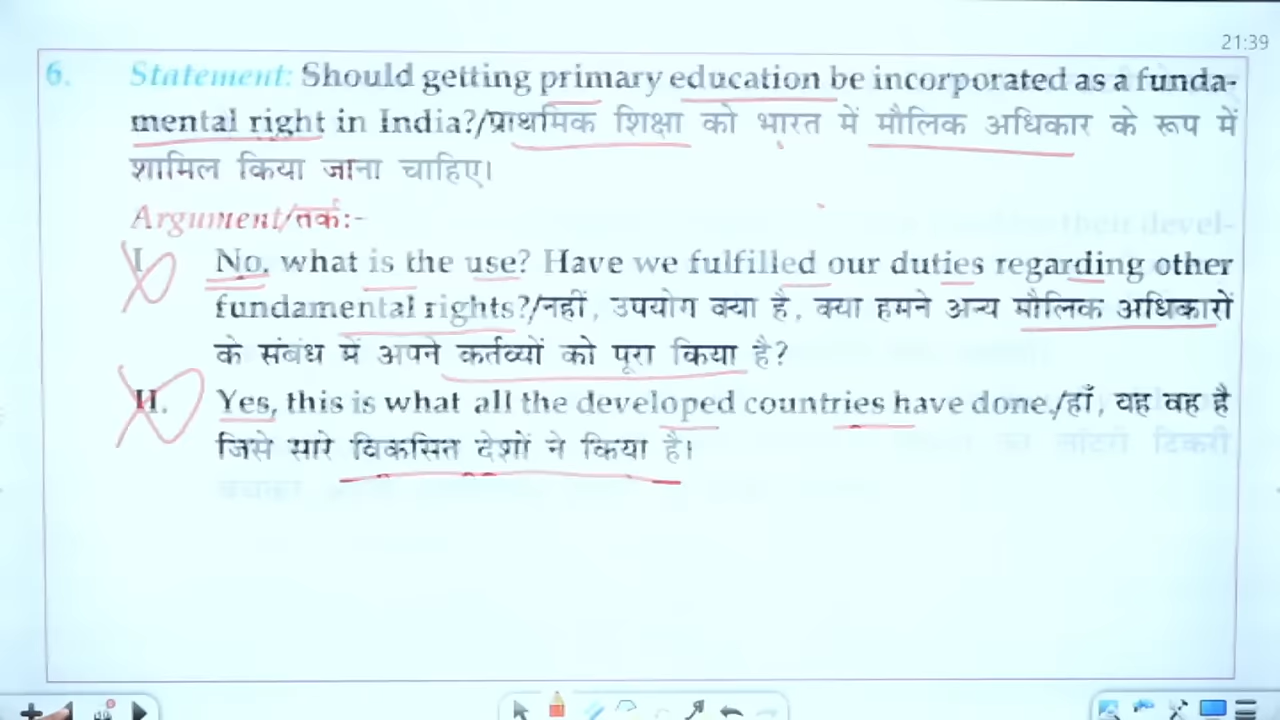 21:39
6. Statement: Should getting primary education be incorporated as a funda-
mental right in India?/प्राथमिक शिक्षा को भारत में मौलिक अधिकार के रूप में
शामिल किया जाना चाहिए।
Argument/तर्क:-
I. No, what is the use? Have we fulfilled our duties regarding other
fundamental rights?/नहीं, उपयोग क्या है, क्या हमने अन्य मौलिक अधिकारों
के संबंध में अपने कर्तव्यों को पूरा किया है?
II. Yes, this is what all the developed countries have done./हाँ, वह वह है
जिसे सारे विकसित देशों ने किया है।